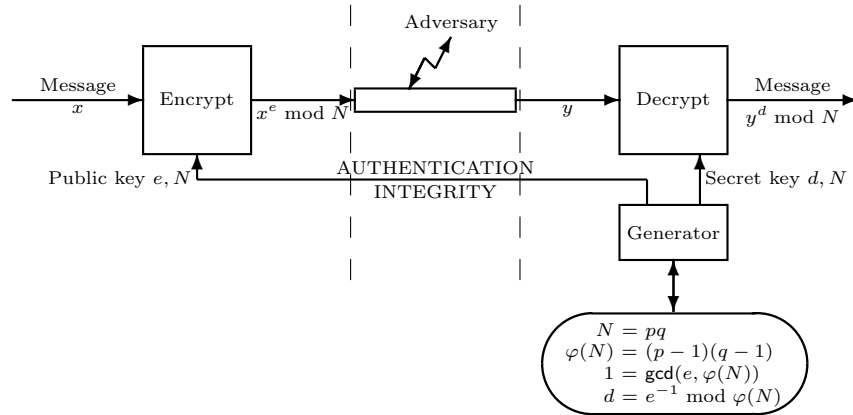 Adversary
Message
x
Encrypt
x^e mod N
y
Decrypt
Message
y^d mod N
Public key e, N
AUTHENTICATION
INTEGRITY
Secret key d, N
Generator
N = pq
φ(N) = (p − 1)(q − 1)
1 = gcd(e, φ(N))
d = e^{-1} mod φ(N)